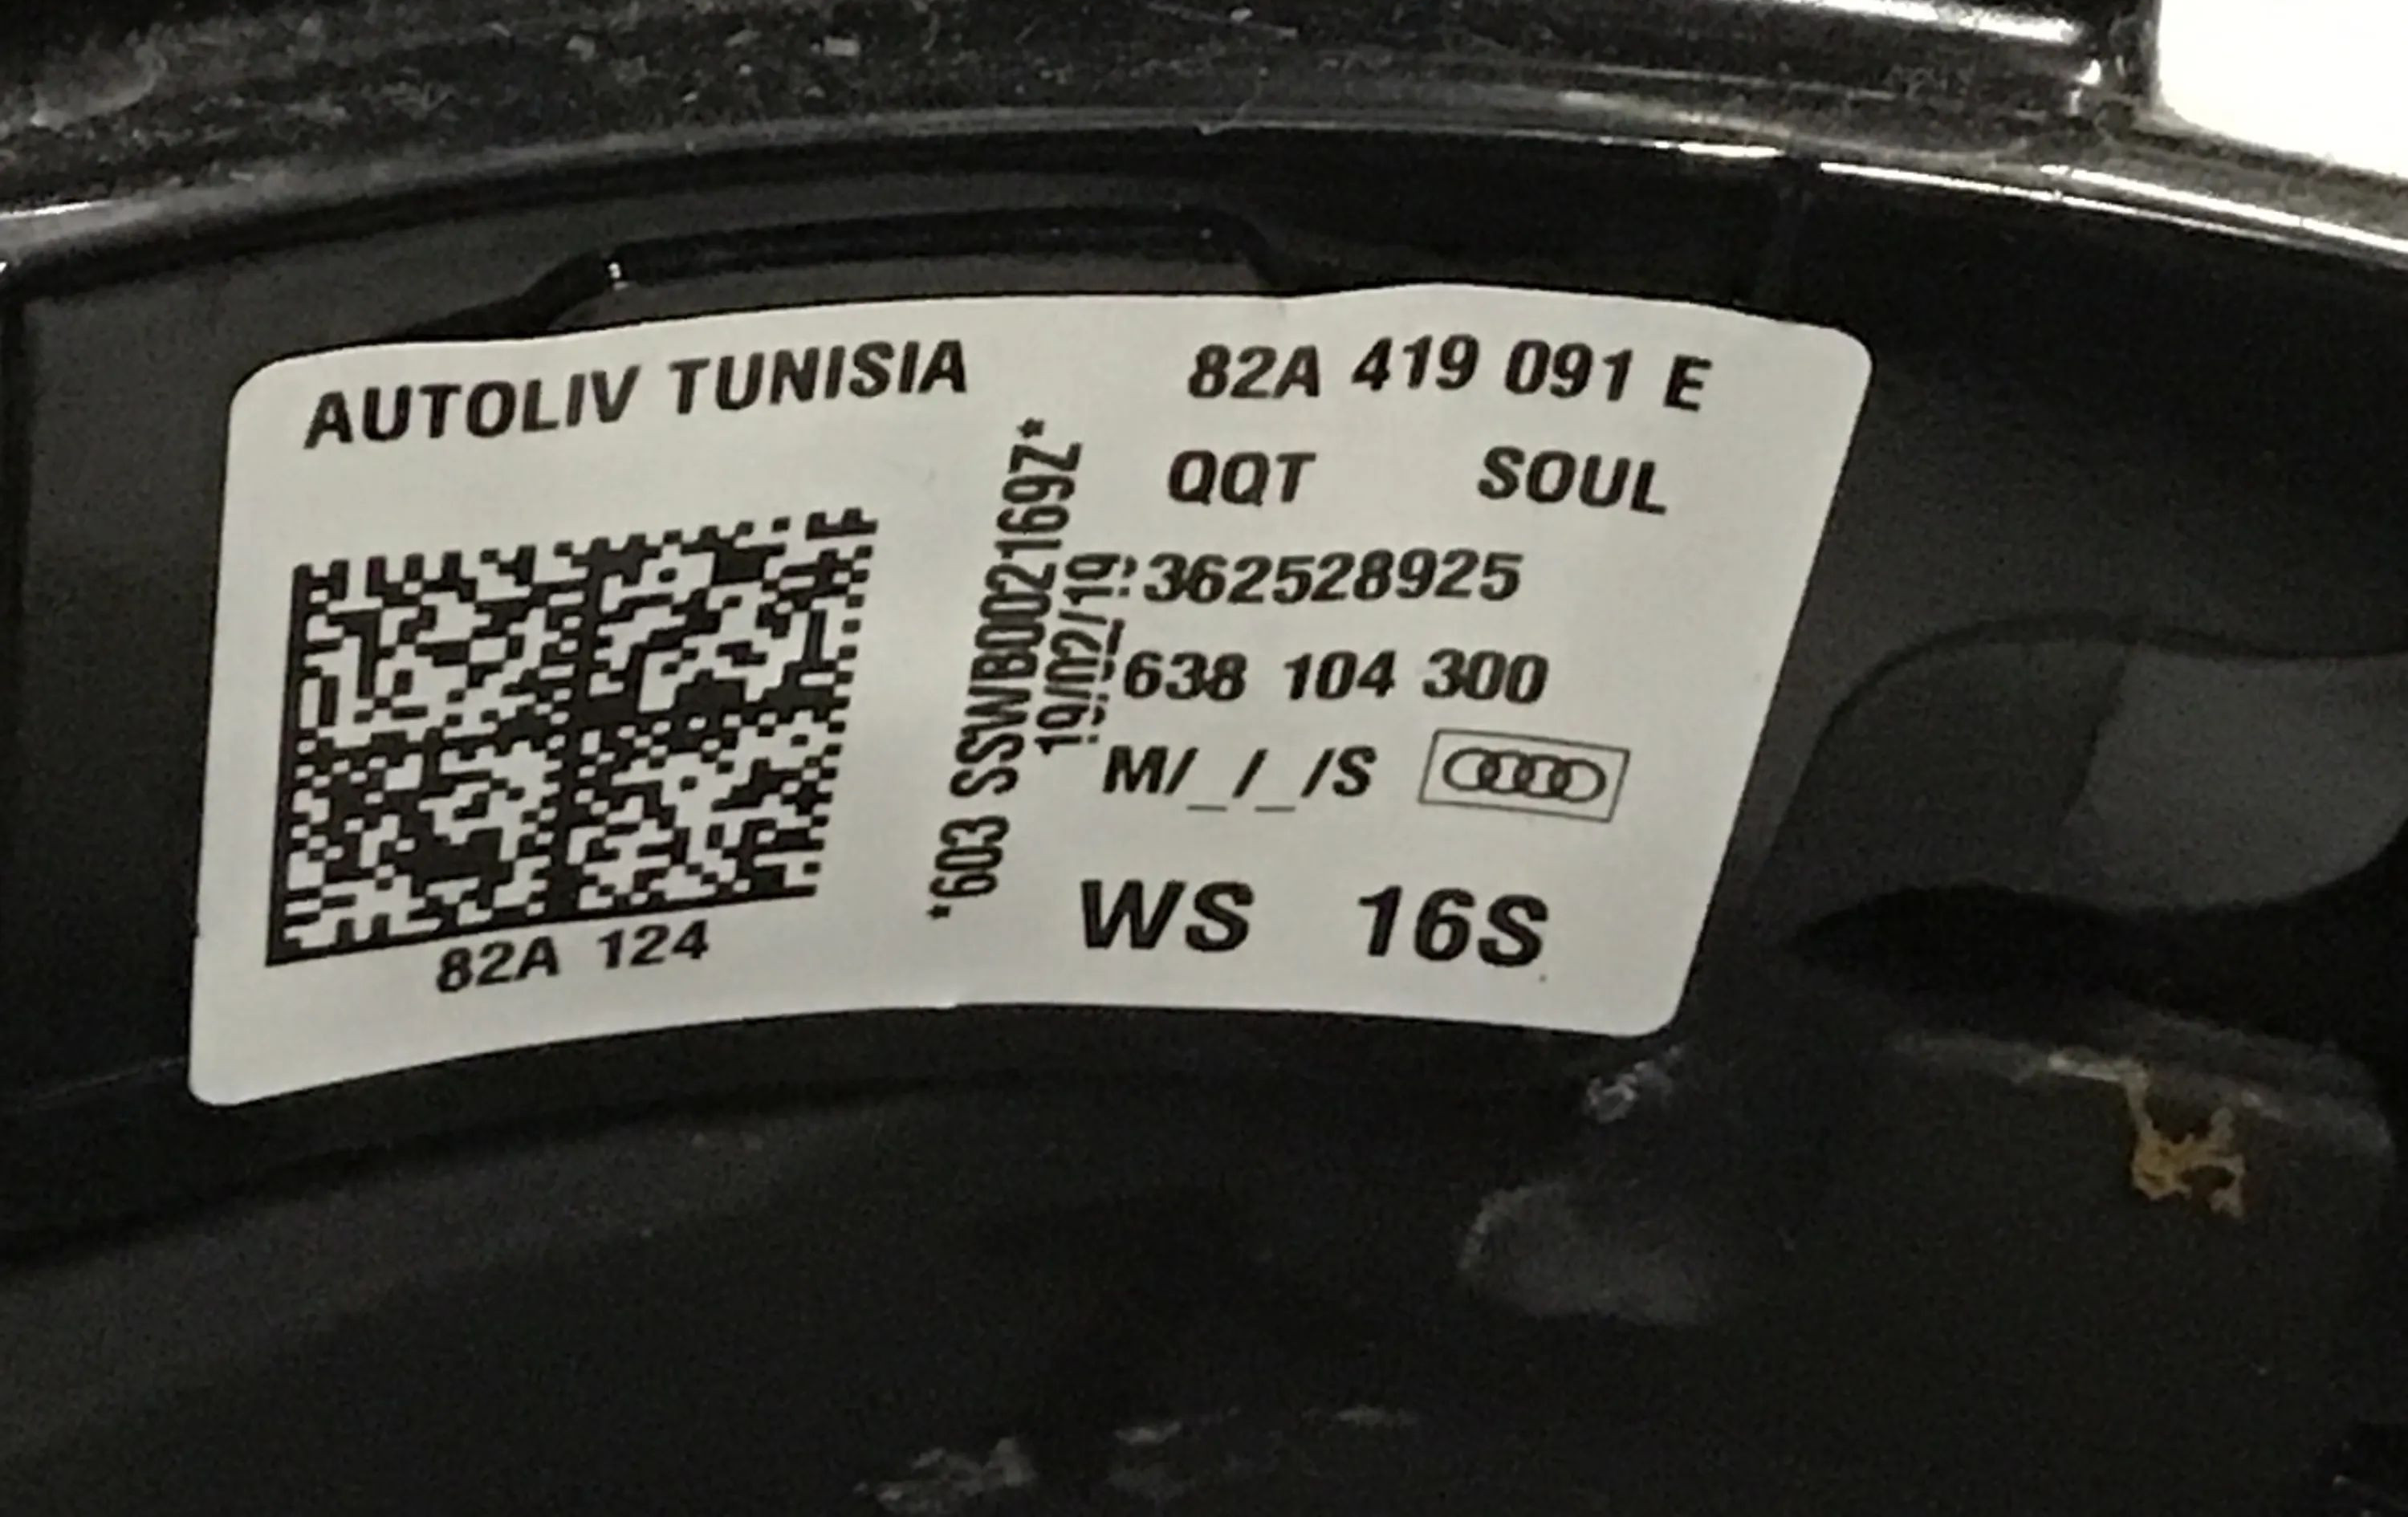 AUTOLIV TUNISIA
82A 419 091 E
QQT SOUL
362528925
638 104 300
M/_/_/S
WS 16S
*603 SSWB0021169Z*
19/02/19
82A 124